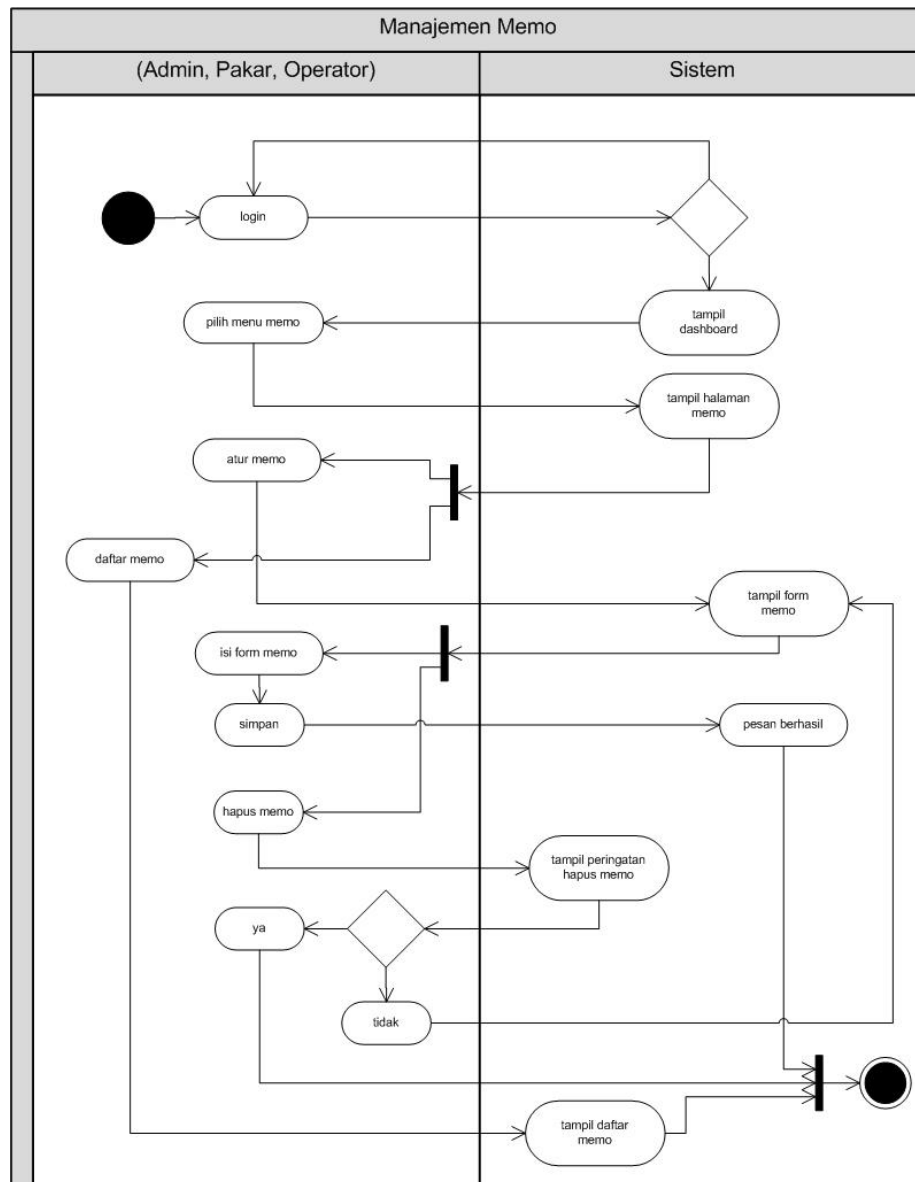 Manajemen Memo
(Admin, Pakar, Operator)
Sistem
login
pilih menu memo
tampil
dashboard
tampil halaman
memo
atur memo
daftar memo
tampil form
memo
isi form memo
simpan
pesan berhasil
hapus memo
tampil peringatan
hapus memo
ya
tidak
tampil daftar
memo